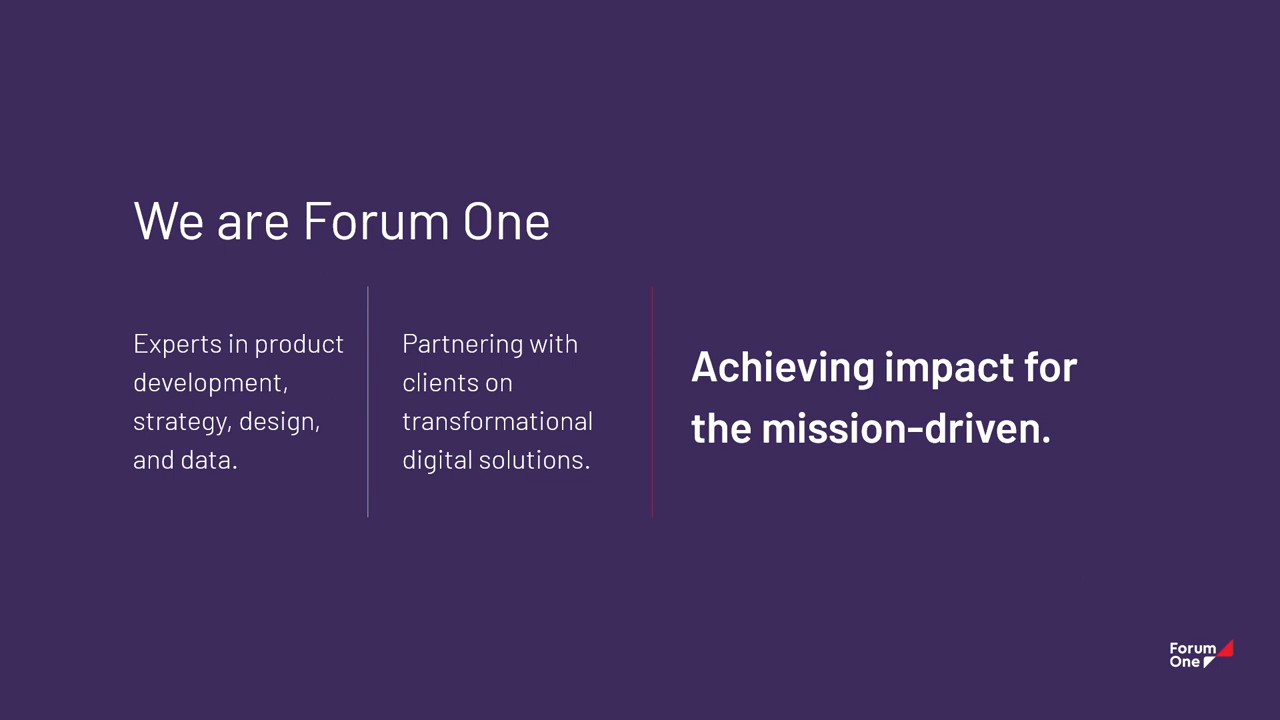 We are Forum One
Experts in product
development,
strategy, design,
and data.
Partnering with
clients on
transformational
digital solutions.
Achieving impact for
the mission-driven.
Forum
One